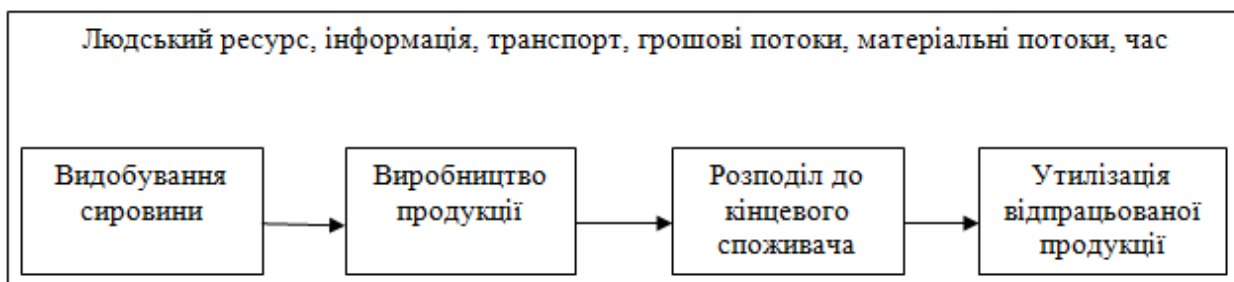 Людський ресурс, інформація, транспорт, грошові потоки, матеріальні потоки, час
Видобування
сировини
Виробництво
продукції
Розподіл до
кінцевого
споживача
Утилізація
відпрацьованої
продукції